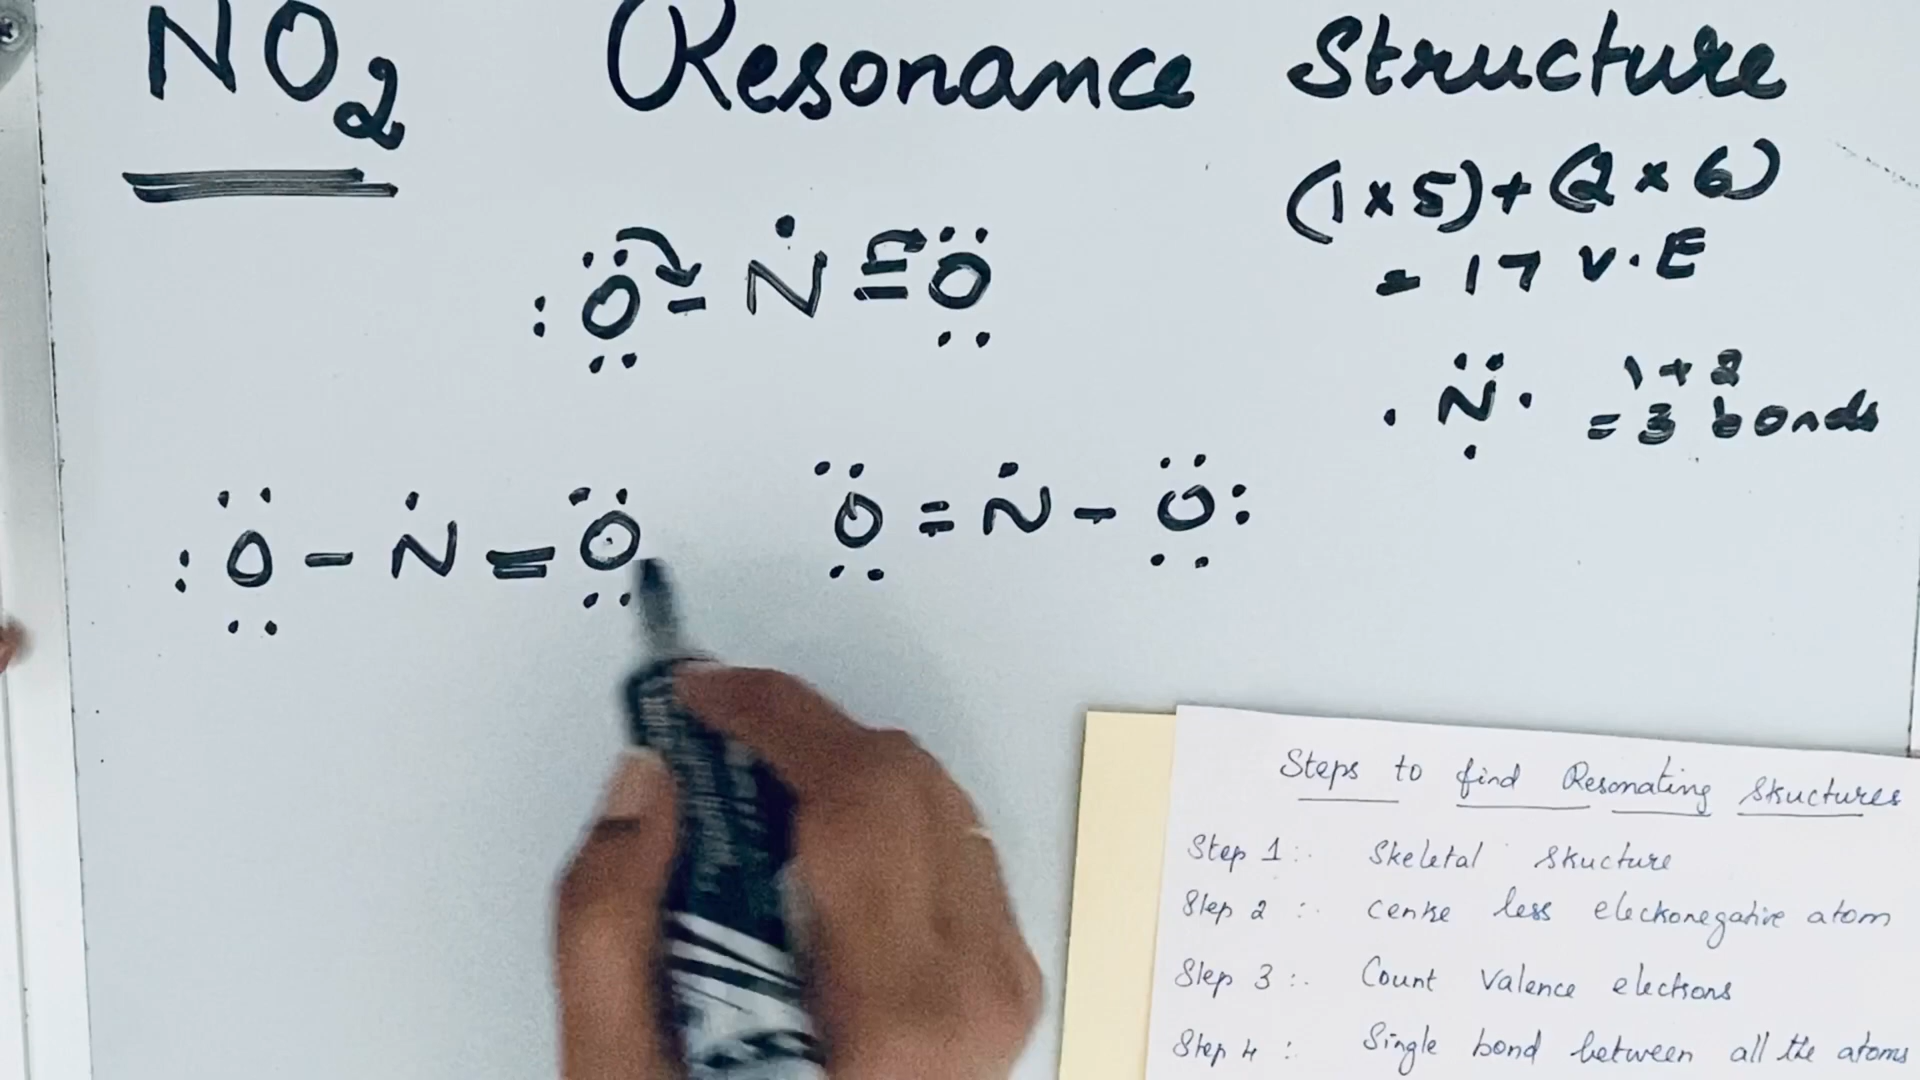 NO2 Resonance Structure
(1×5)+(2×6)
= 17 V.E
:Ö - Ṅ = Ö
·N̈· = 1+2
= 3 bonds
:Ö - Ṅ = Ö
Ö = Ṅ - Ö:
Steps to find Resonating Structures
Step 1:. Skeletal structure
Step 2 :. centre less electronegative atom
Step 3 :. Count Valence electrons
Step 4 : Single bond between all the atoms